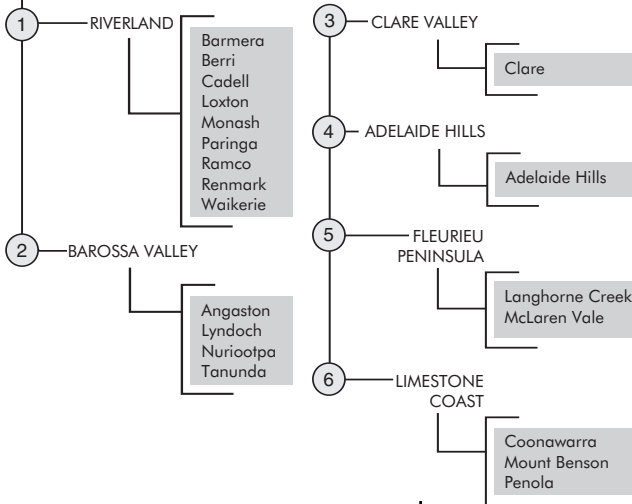 1
RIVERLAND
Barmera
Berri
Cadell
Loxton
Monash
Paringa
Ramco
Renmark
Waikerie
2
BAROSSA VALLEY
Angaston
Lyndoch
Nuriootpa
Tanunda
3
CLARE VALLEY
Clare
4
ADELAIDE HILLS
Adelaide Hills
5
FLEURIEU
PENINSULA
Langhorne Creek
McLaren Vale
6
LIMESTONE
COAST
Coonawarra
Mount Benson
Penola